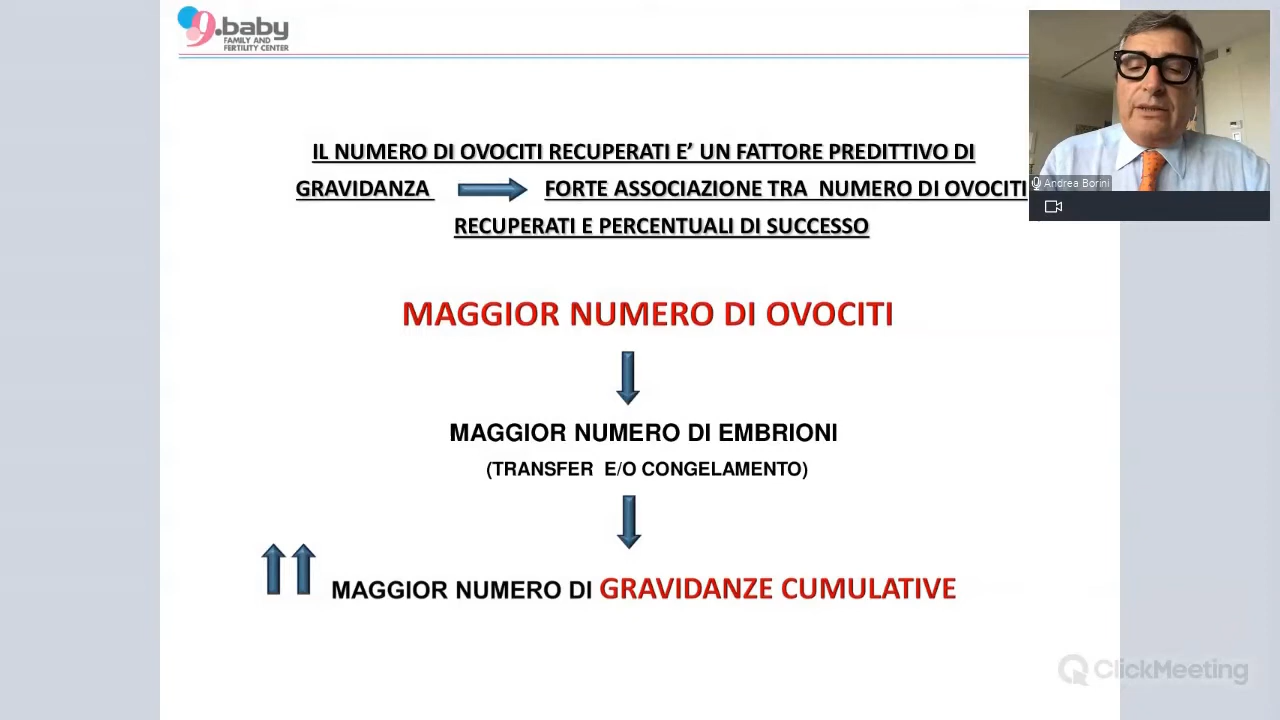 9.baby
FAMILY AND
FERTILITY CENTER
IL NUMERO DI OVOCITI RECUPERATI E’ UN FATTORE PREDITTIVO DI
GRAVIDANZA FORTE ASSOCIAZIONE TRA NUMERO DI OVOCITI
RECUPERATI E PERCENTUALI DI SUCCESSO
MAGGIOR NUMERO DI OVOCITI
MAGGIOR NUMERO DI EMBRIONI
(TRANSFER E/O CONGELAMENTO)
MAGGIOR NUMERO DI GRAVIDANZE CUMULATIVE
Andrea Borini
ClickMeeting